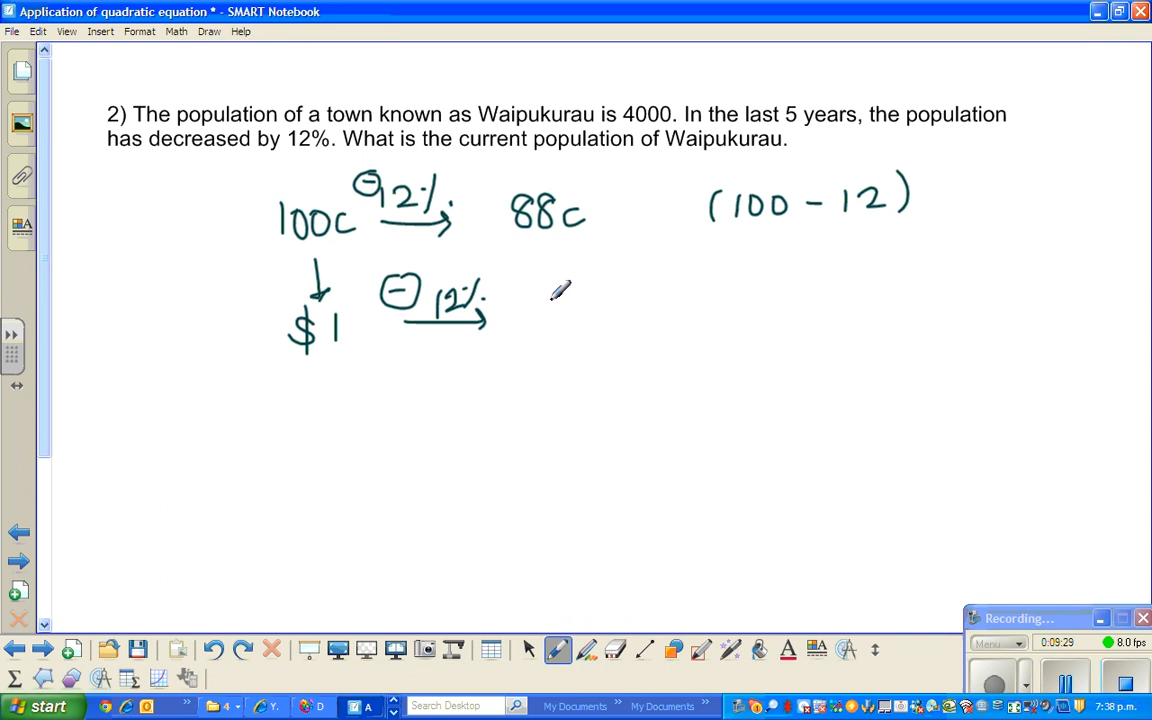 Application of quadratic equation * - SMART Notebook
File Edit View Insert Format Math Draw Help
2) The population of a town known as Waipukurau is 4000. In the last 5 years, the population
has decreased by 12%. What is the current population of Waipukurau.
100c - 12% → 88c (100 - 12)
↓
$1 - 12% →
Recording...
Menu 0:09:29 8.0 fps
start 4 Y. D A Search Desktop My Documents » My Documents » 7:38 p.m.